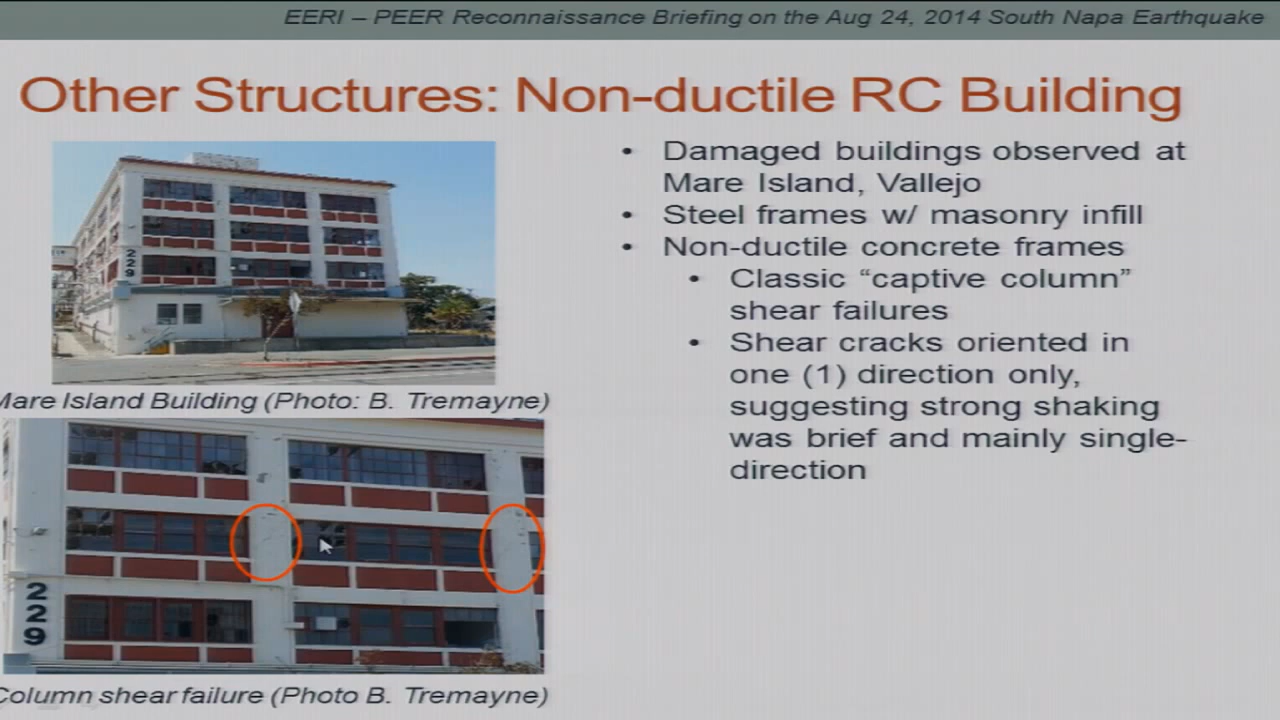 EERI – PEER Reconnaissance Briefing on the Aug 24, 2014 South Napa Earthquake
Other Structures: Non-ductile RC Building
229
Mare Island Building (Photo: B. Tremayne)
229
Column shear failure (Photo B. Tremayne)
• Damaged buildings observed at
Mare Island, Vallejo
• Steel frames w/ masonry infill
• Non-ductile concrete frames
• Classic “captive column”
shear failures
• Shear cracks oriented in
one (1) direction only,
suggesting strong shaking
was brief and mainly single-
direction